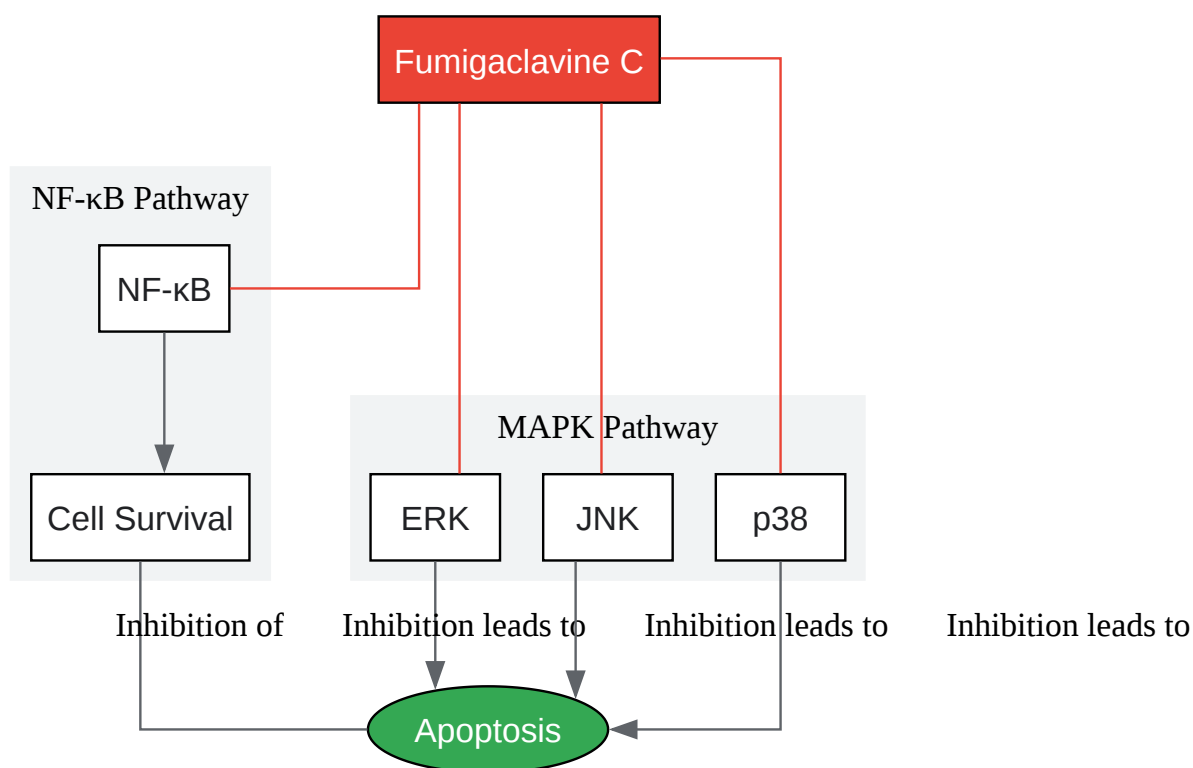 Fumigaclavine C
NF-κB Pathway
NF-κB
MAPK Pathway
Cell Survival
ERK
JNK
p38
Inhibition of
Inhibition leads to
Inhibition leads to
Inhibition leads to
Apoptosis